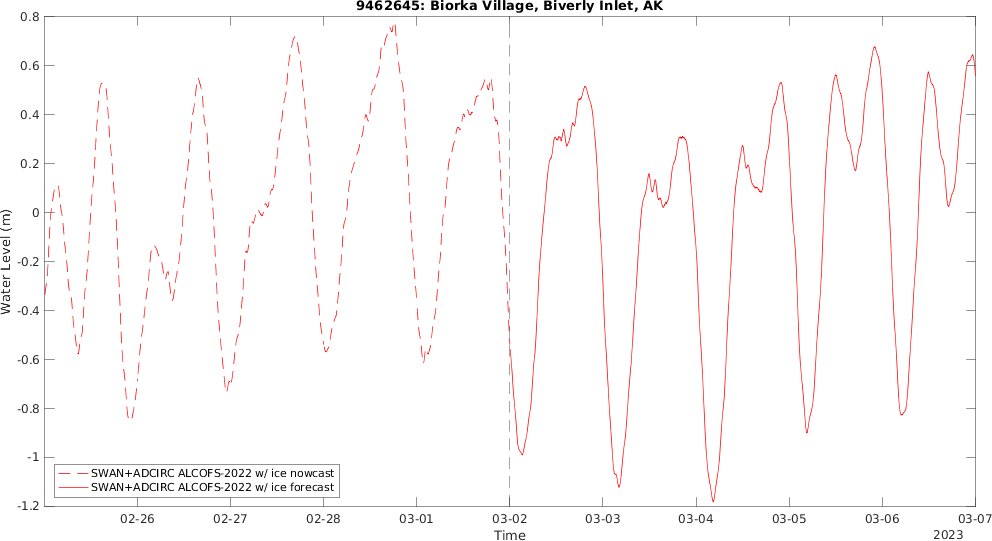 9462645: Biorka Village, Biverly Inlet, AK
Water Level (m)
0.8
0.6
0.4
0.2
0
-0.2
-0.4
-0.6
-0.8
-1
-1.2
SWAN+ADCIRC ALCOFS-2022 w/ ice nowcast
SWAN+ADCIRC ALCOFS-2022 w/ ice forecast
02-26 02-27 02-28 03-01 03-02 03-03 03-04 03-05 03-06 03-07
Time
2023